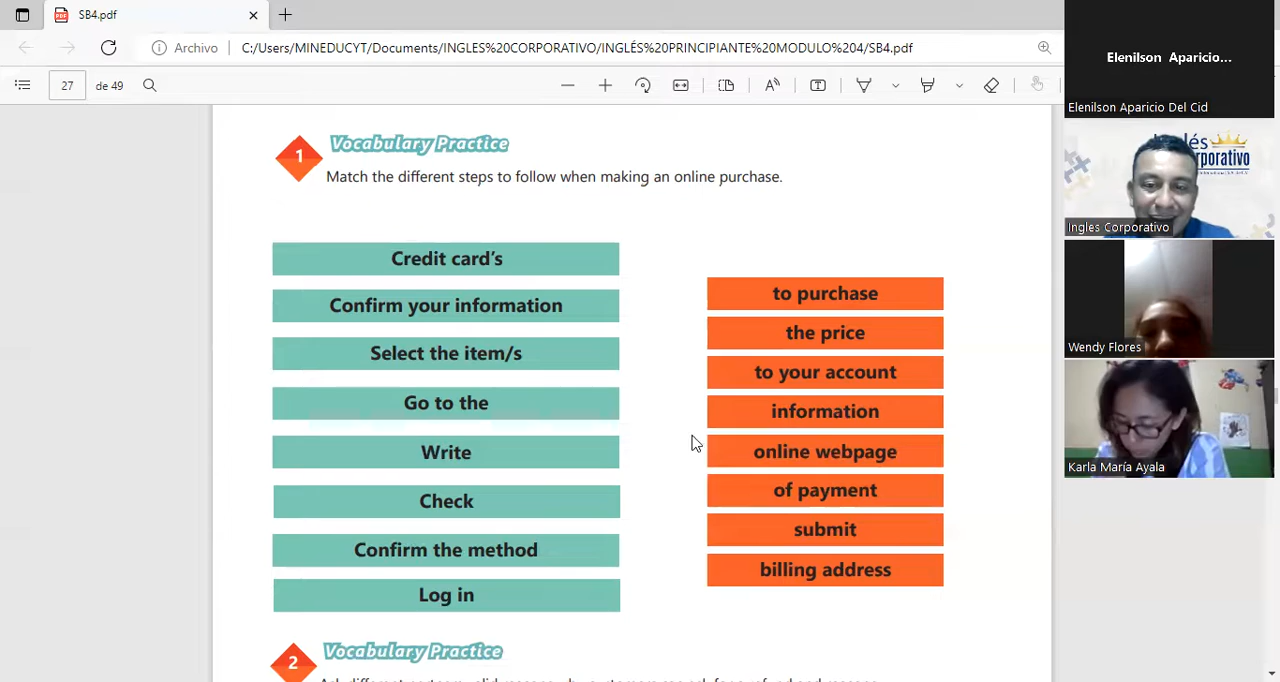 SB4.pdf
Archivo
C:/Users/MINEDUCYT/Documents/INGLES%20CORPORATIVO/INGLÉS%20PRINCIPIANTE%20MODULO%204/SB4.pdf
27
de 49
1
Vocabulary Practice
Match the different steps to follow when making an online purchase.
Credit card's
Confirm your information
Select the item/s
Go to the
Write
Check
Confirm the method
Log in
to purchase
the price
to your account
information
online webpage
of payment
submit
billing address
2
Vocabulary Practice
Elenilson Aparicio...
Elenilson Aparicio Del Cid
Inglés
Corporativo
Ingles Corporativo
Wendy Flores
Karla María Ayala